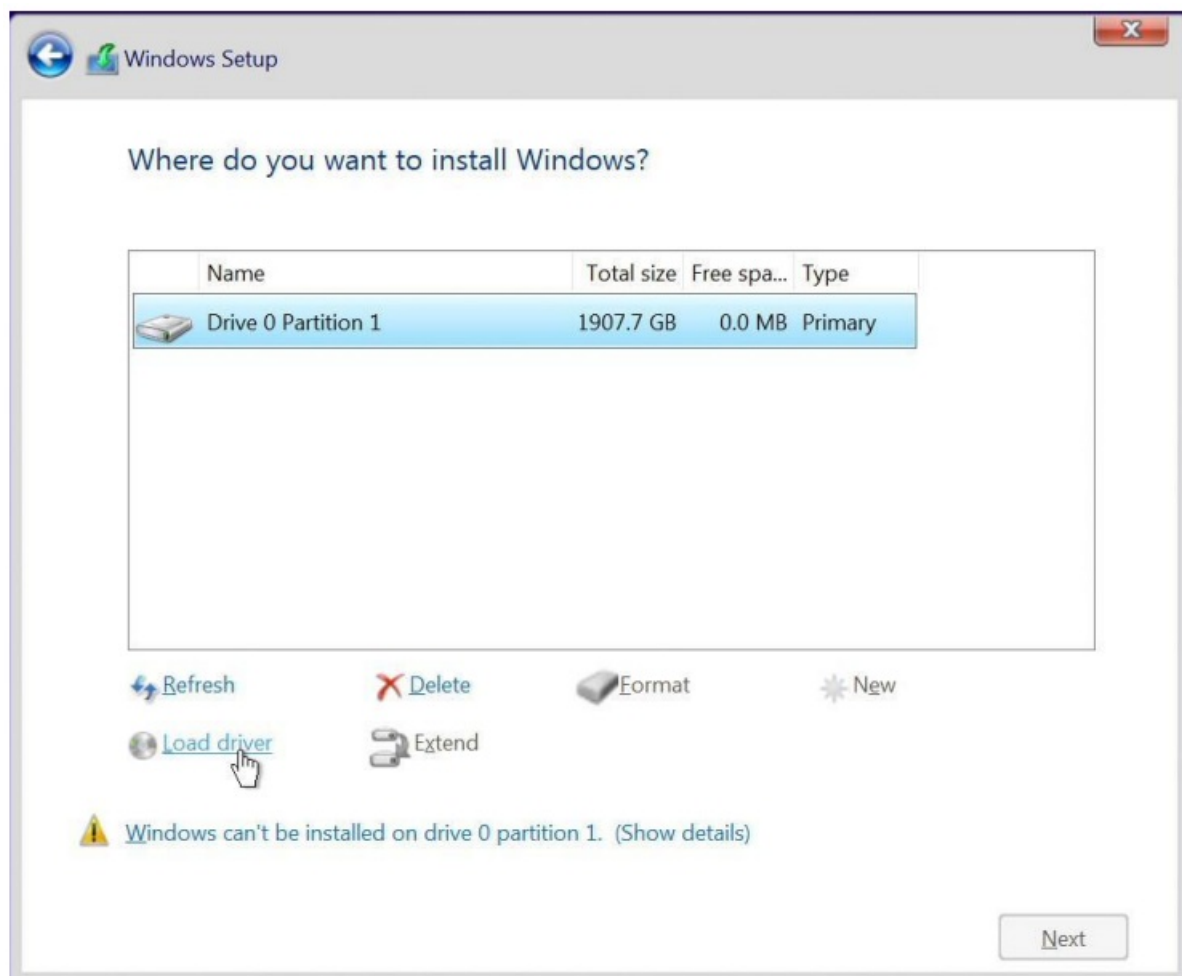 Windows Setup
Where do you want to install Windows?
Name Total size Free spa... Type
Drive 0 Partition 1 1907.7 GB 0.0 MB Primary
Refresh Delete Format New
Load driver Extend
Windows can't be installed on drive 0 partition 1. (Show details)
Next